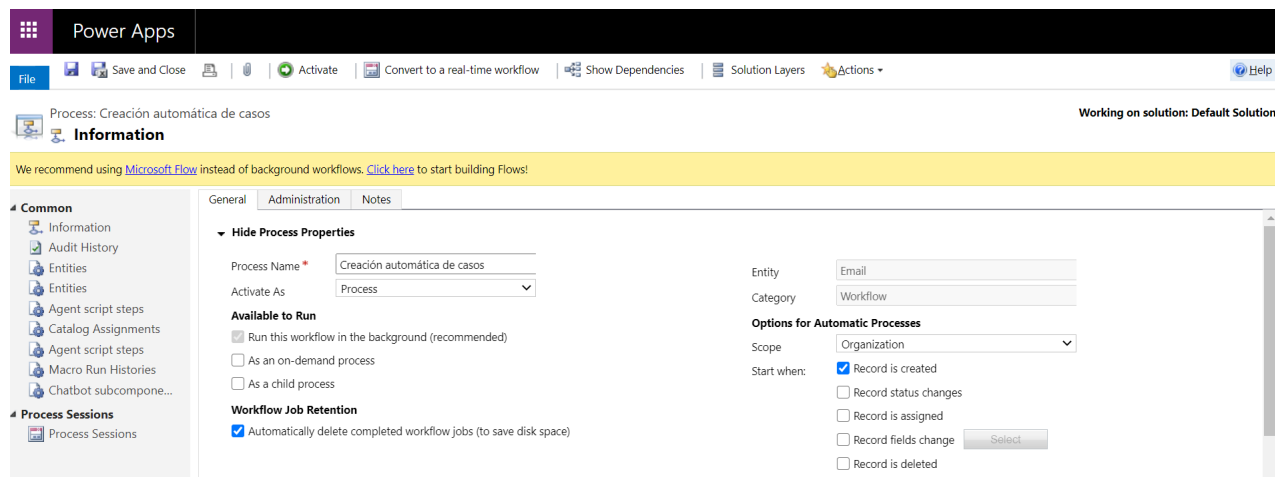 Power Apps
File Save and Close Activate Convert to a real-time workflow Show Dependencies Solution Layers Actions Help
Process: Creación automática de casos
Information
Working on solution: Default Solution
We recommend using Microsoft Flow instead of background workflows. Click here to start building Flows!
Common
Information
Audit History
Entities
Entities
Agent script steps
Catalog Assignments
Agent script steps
Macro Run Histories
Chatbot subcompone...
Process Sessions
Process Sessions
General Administration Notes
Hide Process Properties
Process Name * Creación automática de casos
Activate As Process
Available to Run
Run this workflow in the background (recommended)
As an on-demand process
As a child process
Workflow Job Retention
Automatically delete completed workflow jobs (to save disk space)
Entity Email
Category Workflow
Options for Automatic Processes
Scope Organization
Start when: Record is created
Record status changes
Record is assigned
Record fields change Select
Record is deleted